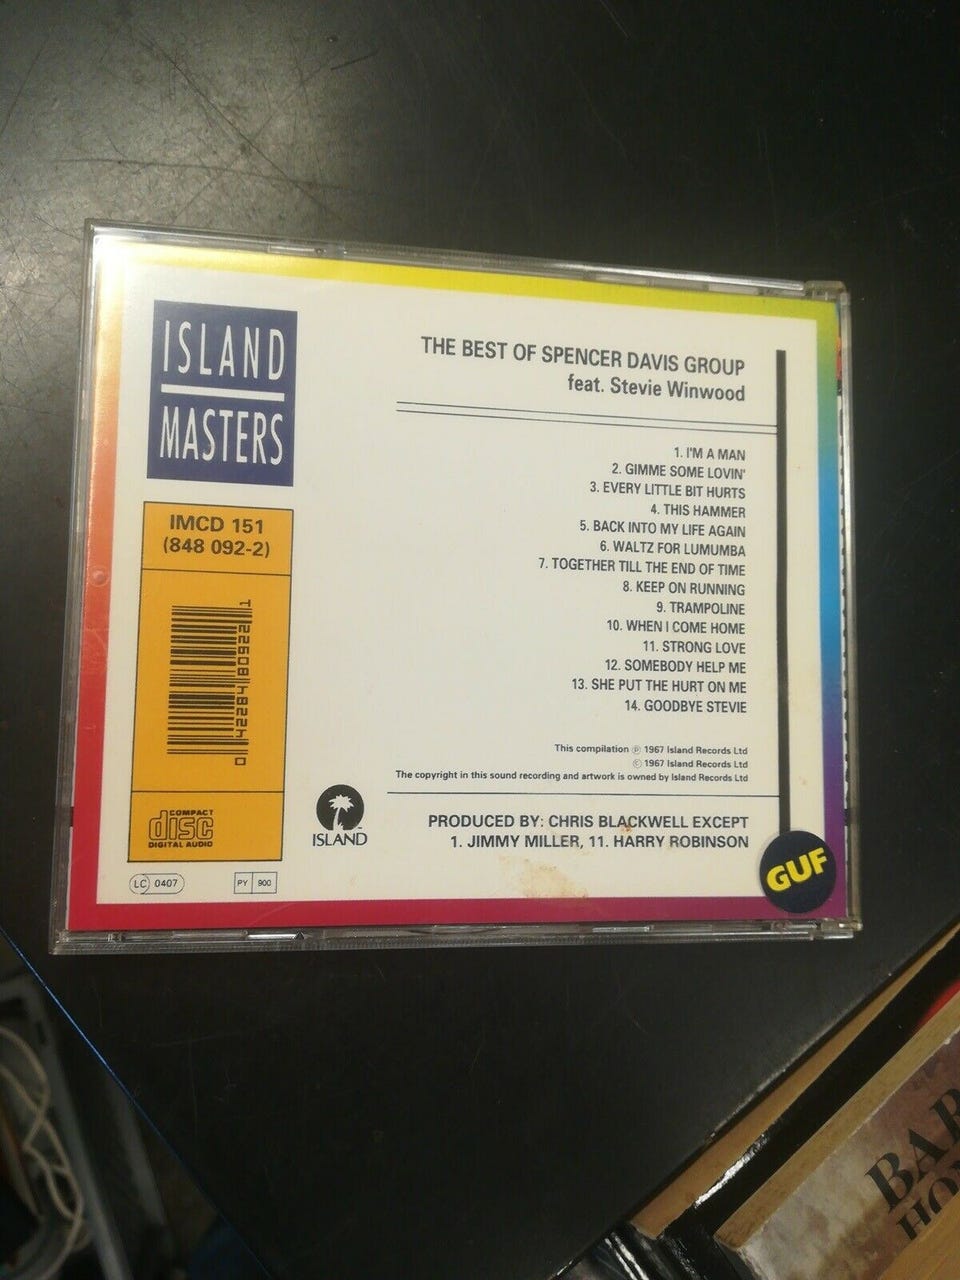 ISLAND
MASTERS
IMCD 151
(848 092-2)
COMPACT
disc
DIGITAL AUDIO
LC 0407
PY 900
THE BEST OF SPENCER DAVIS GROUP
feat. Stevie Winwood
1. I'M A MAN
2. GIMME SOME LOVIN'
3. EVERY LITTLE BIT HURTS
4. THIS HAMMER
5. BACK INTO MY LIFE AGAIN
6. WALTZ FOR LUMUMBA
7. TOGETHER TILL THE END OF TIME
8. KEEP ON RUNNING
9. TRAMPOLINE
10. WHEN I COME HOME
11. STRONG LOVE
12. SOMEBODY HELP ME
13. SHE PUT THE HURT ON ME
14. GOODBYE STEVIE
This compilation ℗ 1967 Island Records Ltd
© 1967 Island Records Ltd
The copyright in this sound recording and artwork is owned by Island Records Ltd
ISLAND
PRODUCED BY: CHRIS BLACKWELL EXCEPT
1. JIMMY MILLER, 11. HARRY ROBINSON
GUF